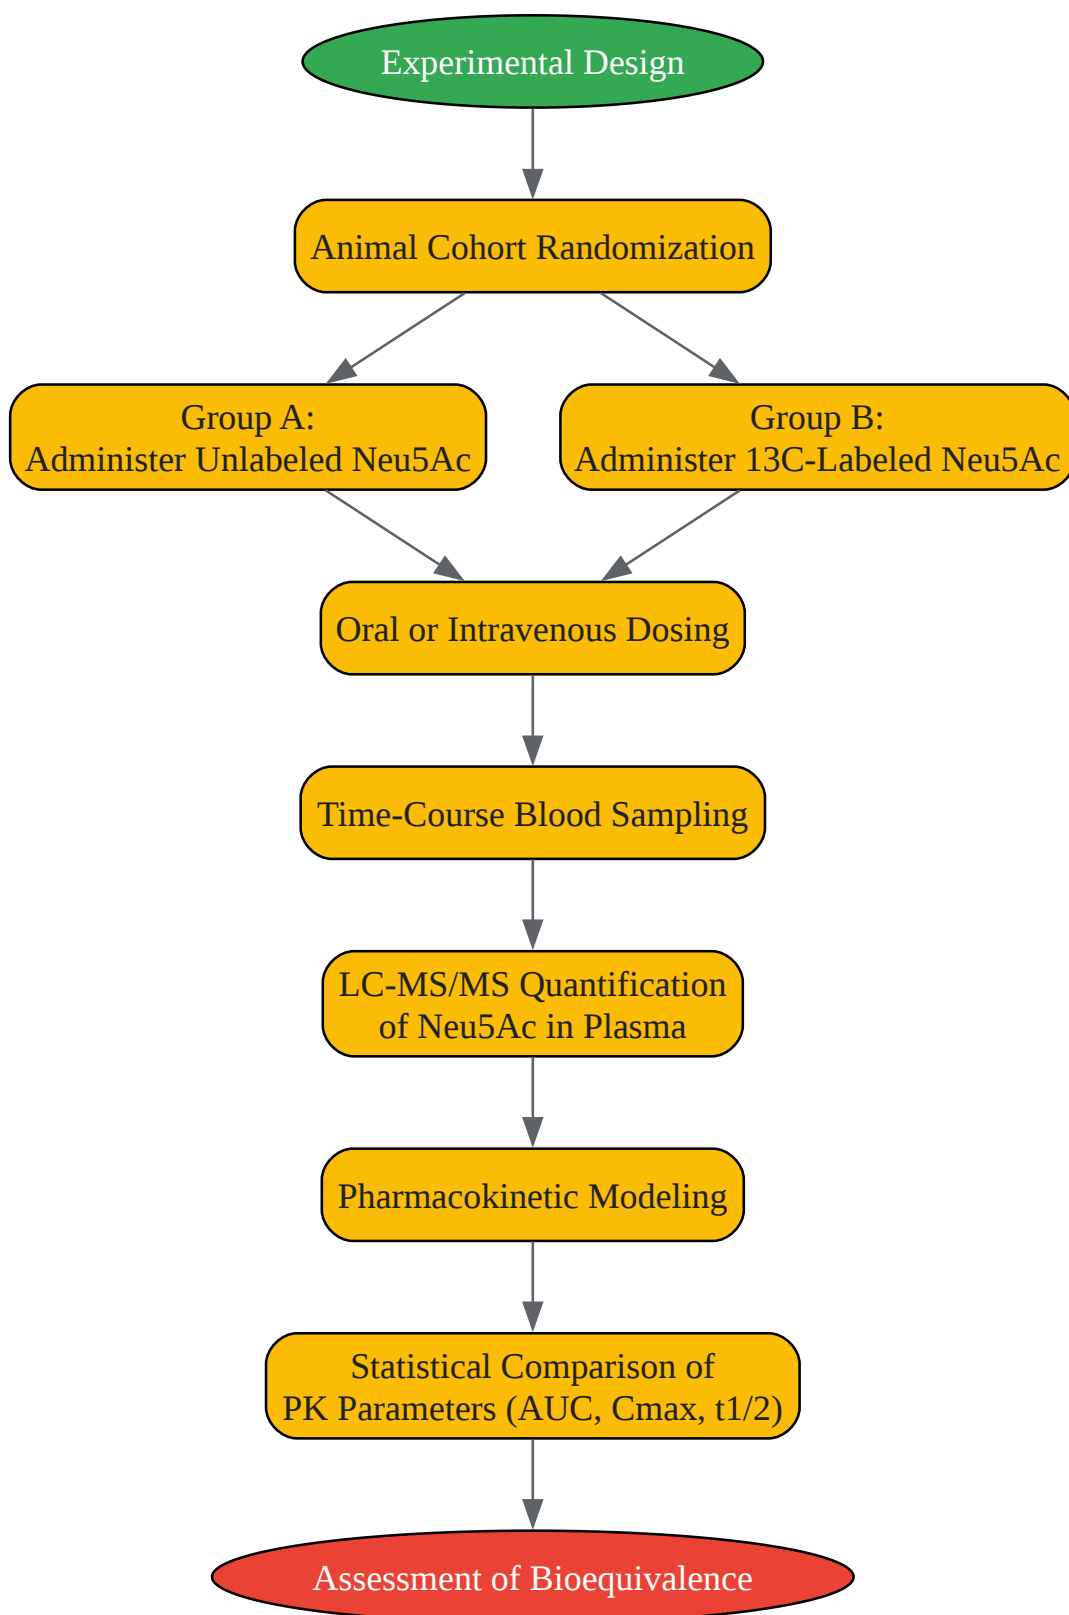 Experimental Design
Animal Cohort Randomization
Group A:
Administer Unlabeled Neu5Ac
Group B:
Administer 13C-Labeled Neu5Ac
Oral or Intravenous Dosing
Time-Course Blood Sampling
LC-MS/MS Quantification
of Neu5Ac in Plasma
Pharmacokinetic Modeling
Statistical Comparison of
PK Parameters (AUC, Cmax, t1/2)
Assessment of Bioequivalence